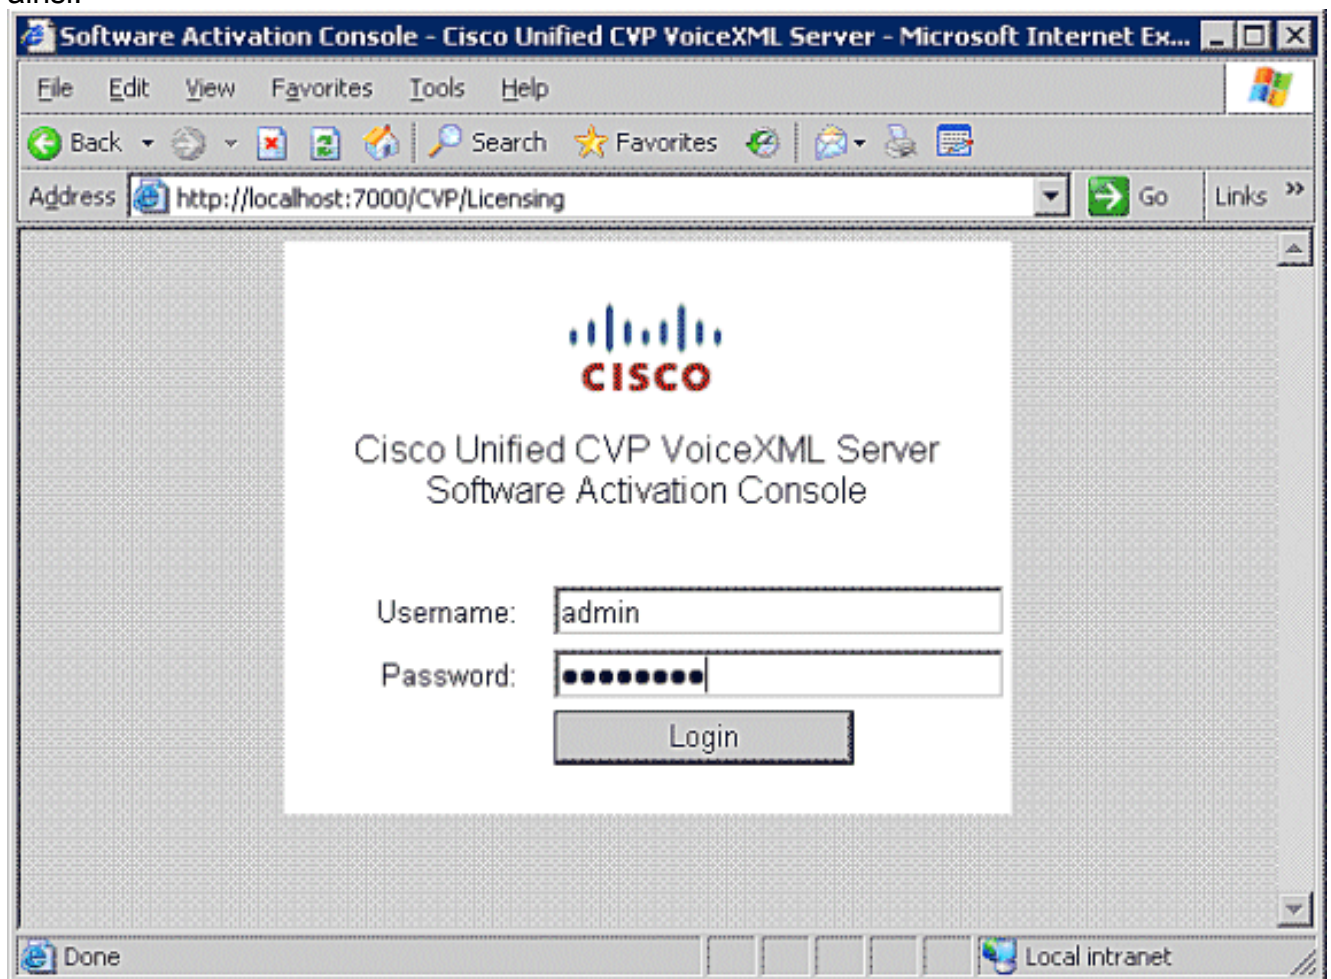 Software Activation Console - Cisco Unified CVP VoiceXML Server - Microsoft Internet Ex...
File Edit View Favorites Tools Help
Back Search Favorites
Address http://localhost:7000/CVP/Licensing Go Links »
CISCO
Cisco Unified CVP VoiceXML Server
Software Activation Console
Username: admin
Password: ●●●●●●●●
Login
Done Local intranet